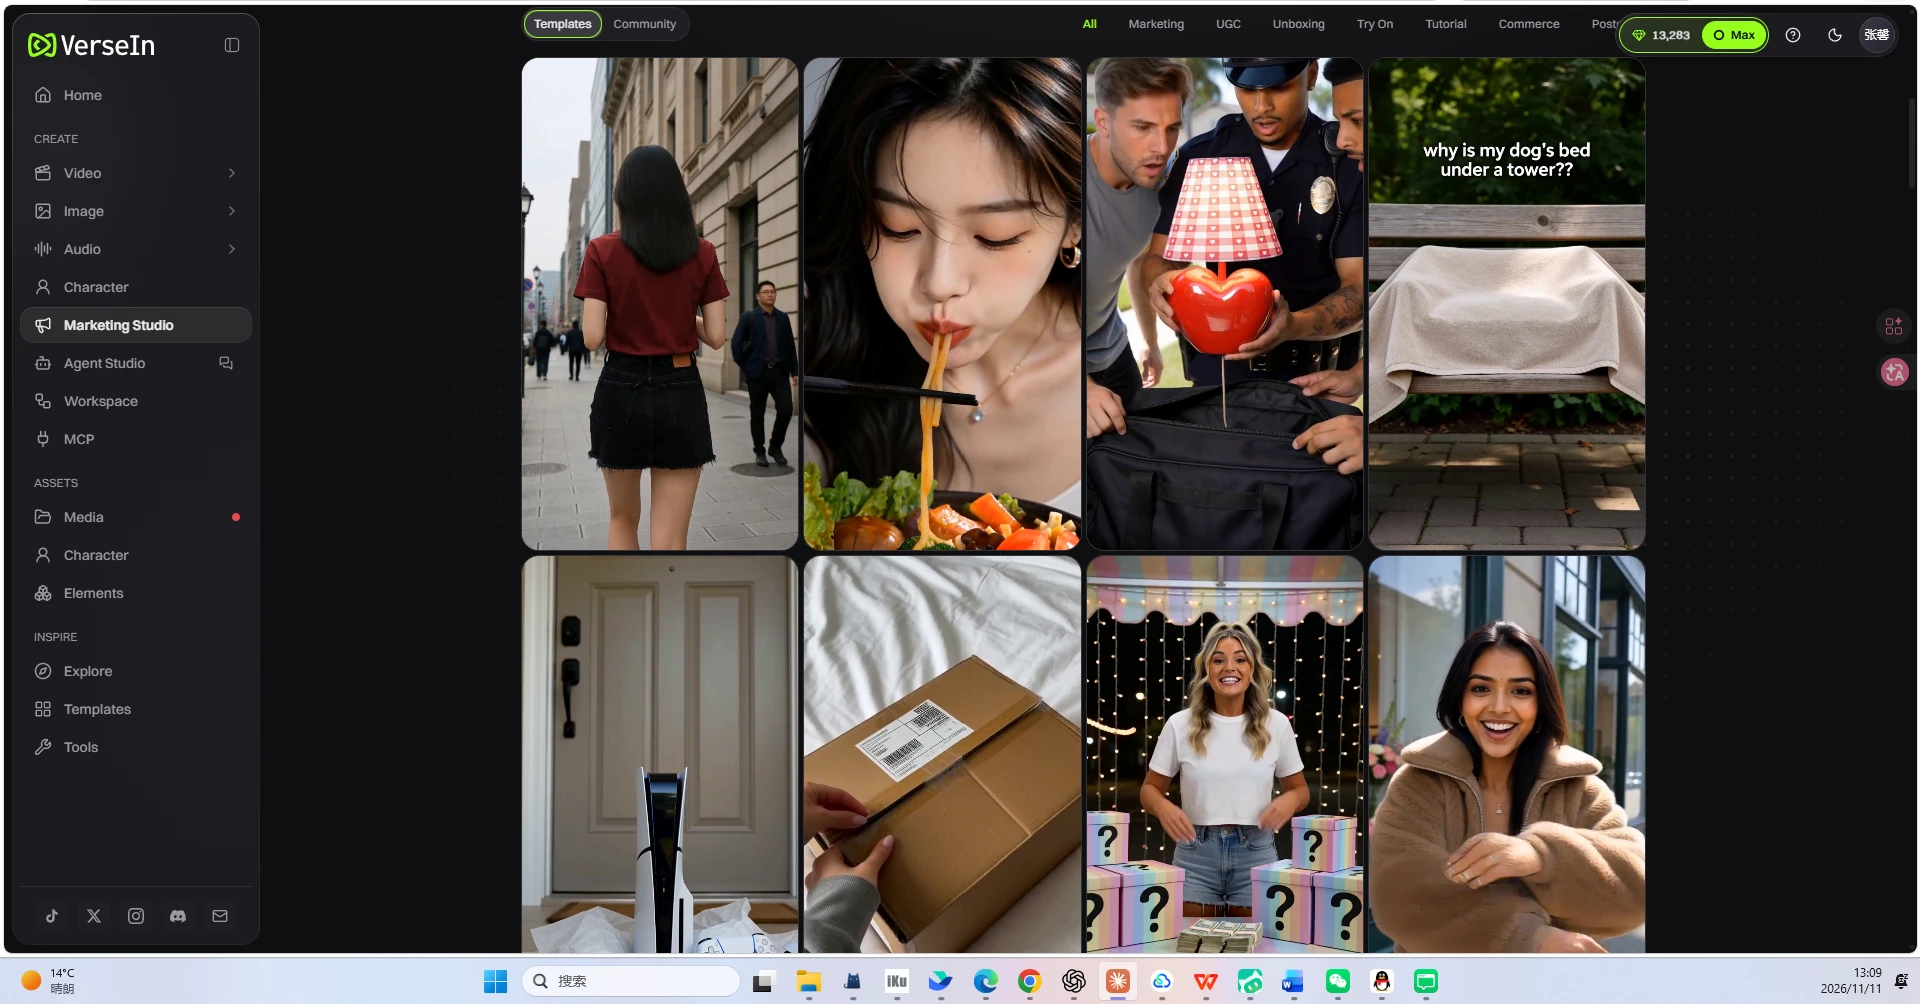 VerseIn
Home
CREATE
Video
Image
Audio
Character
Marketing Studio
Agent Studio
Workspace
MCP
ASSETS
Media
Character
Elements
INSPIRE
Explore
Templates
Tools
Templates
Community
All
Marketing
UGC
Unboxing
Try On
Tutorial
Commerce
13,283
Max
张馨
why is my dog's bed
under a tower??
?
?
?
?
?
?
14°C
晴朗
搜索
iKu
13:09
2026/11/11